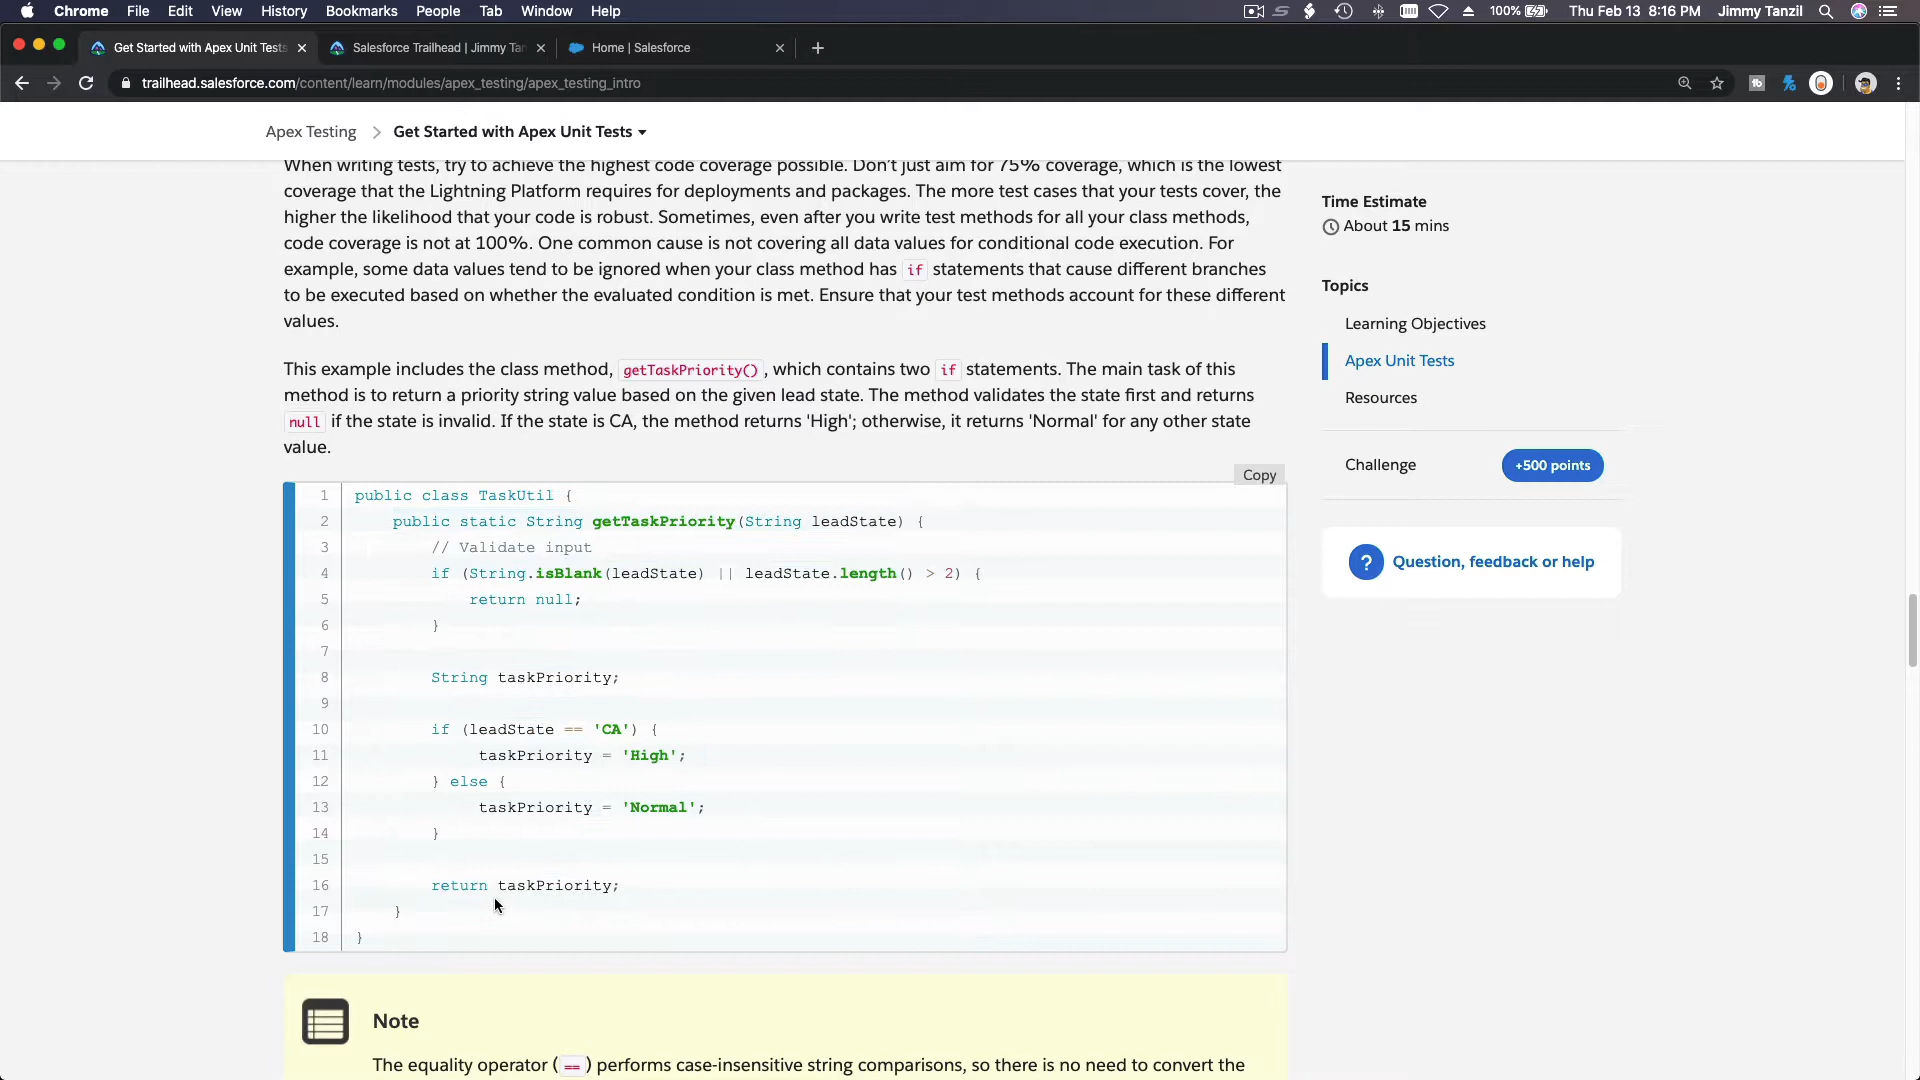 Chrome File Edit View History Bookmarks People Tab Window Help 100% Thu Feb 13 8:16 PM Jimmy Tanzil
Get Started with Apex Unit Tests
Salesforce Trailhead | Jimmy Tan
Home | Salesforce
trailhead.salesforce.com/content/learn/modules/apex_testing/apex_testing_intro
Apex Testing > Get Started with Apex Unit Tests
When writing tests, try to achieve the highest code coverage possible. Don't just aim for 75% coverage, which is the lowest
coverage that the Lightning Platform requires for deployments and packages. The more test cases that your tests cover, the
higher the likelihood that your code is robust. Sometimes, even after you write test methods for all your class methods,
code coverage is not at 100%. One common cause is not covering all data values for conditional code execution. For
example, some data values tend to be ignored when your class method has if statements that cause different branches
to be executed based on whether the evaluated condition is met. Ensure that your test methods account for these different
values.
This example includes the class method, getTaskPriority(), which contains two if statements. The main task of this
method is to return a priority string value based on the given lead state. The method validates the state first and returns
null if the state is invalid. If the state is CA, the method returns 'High'; otherwise, it returns 'Normal' for any other state
value.
Copy
1 public class TaskUtil {
2     public static String getTaskPriority(String leadState) {
3         // Validate input
4         if (String.isBlank(leadState) || leadState.length() > 2) {
5             return null;
6         }
7
8         String taskPriority;
9
10         if (leadState == 'CA') {
11              taskPriority = 'High';
12         } else {
13              taskPriority = 'Normal';
14         }
15
16         return taskPriority;
17     }
18 }
Note
The equality operator (==) performs case-insensitive string comparisons, so there is no need to convert the
Time Estimate
About 15 mins
Topics
Learning Objectives
Apex Unit Tests
Resources
Challenge +500 points
? Question, feedback or help